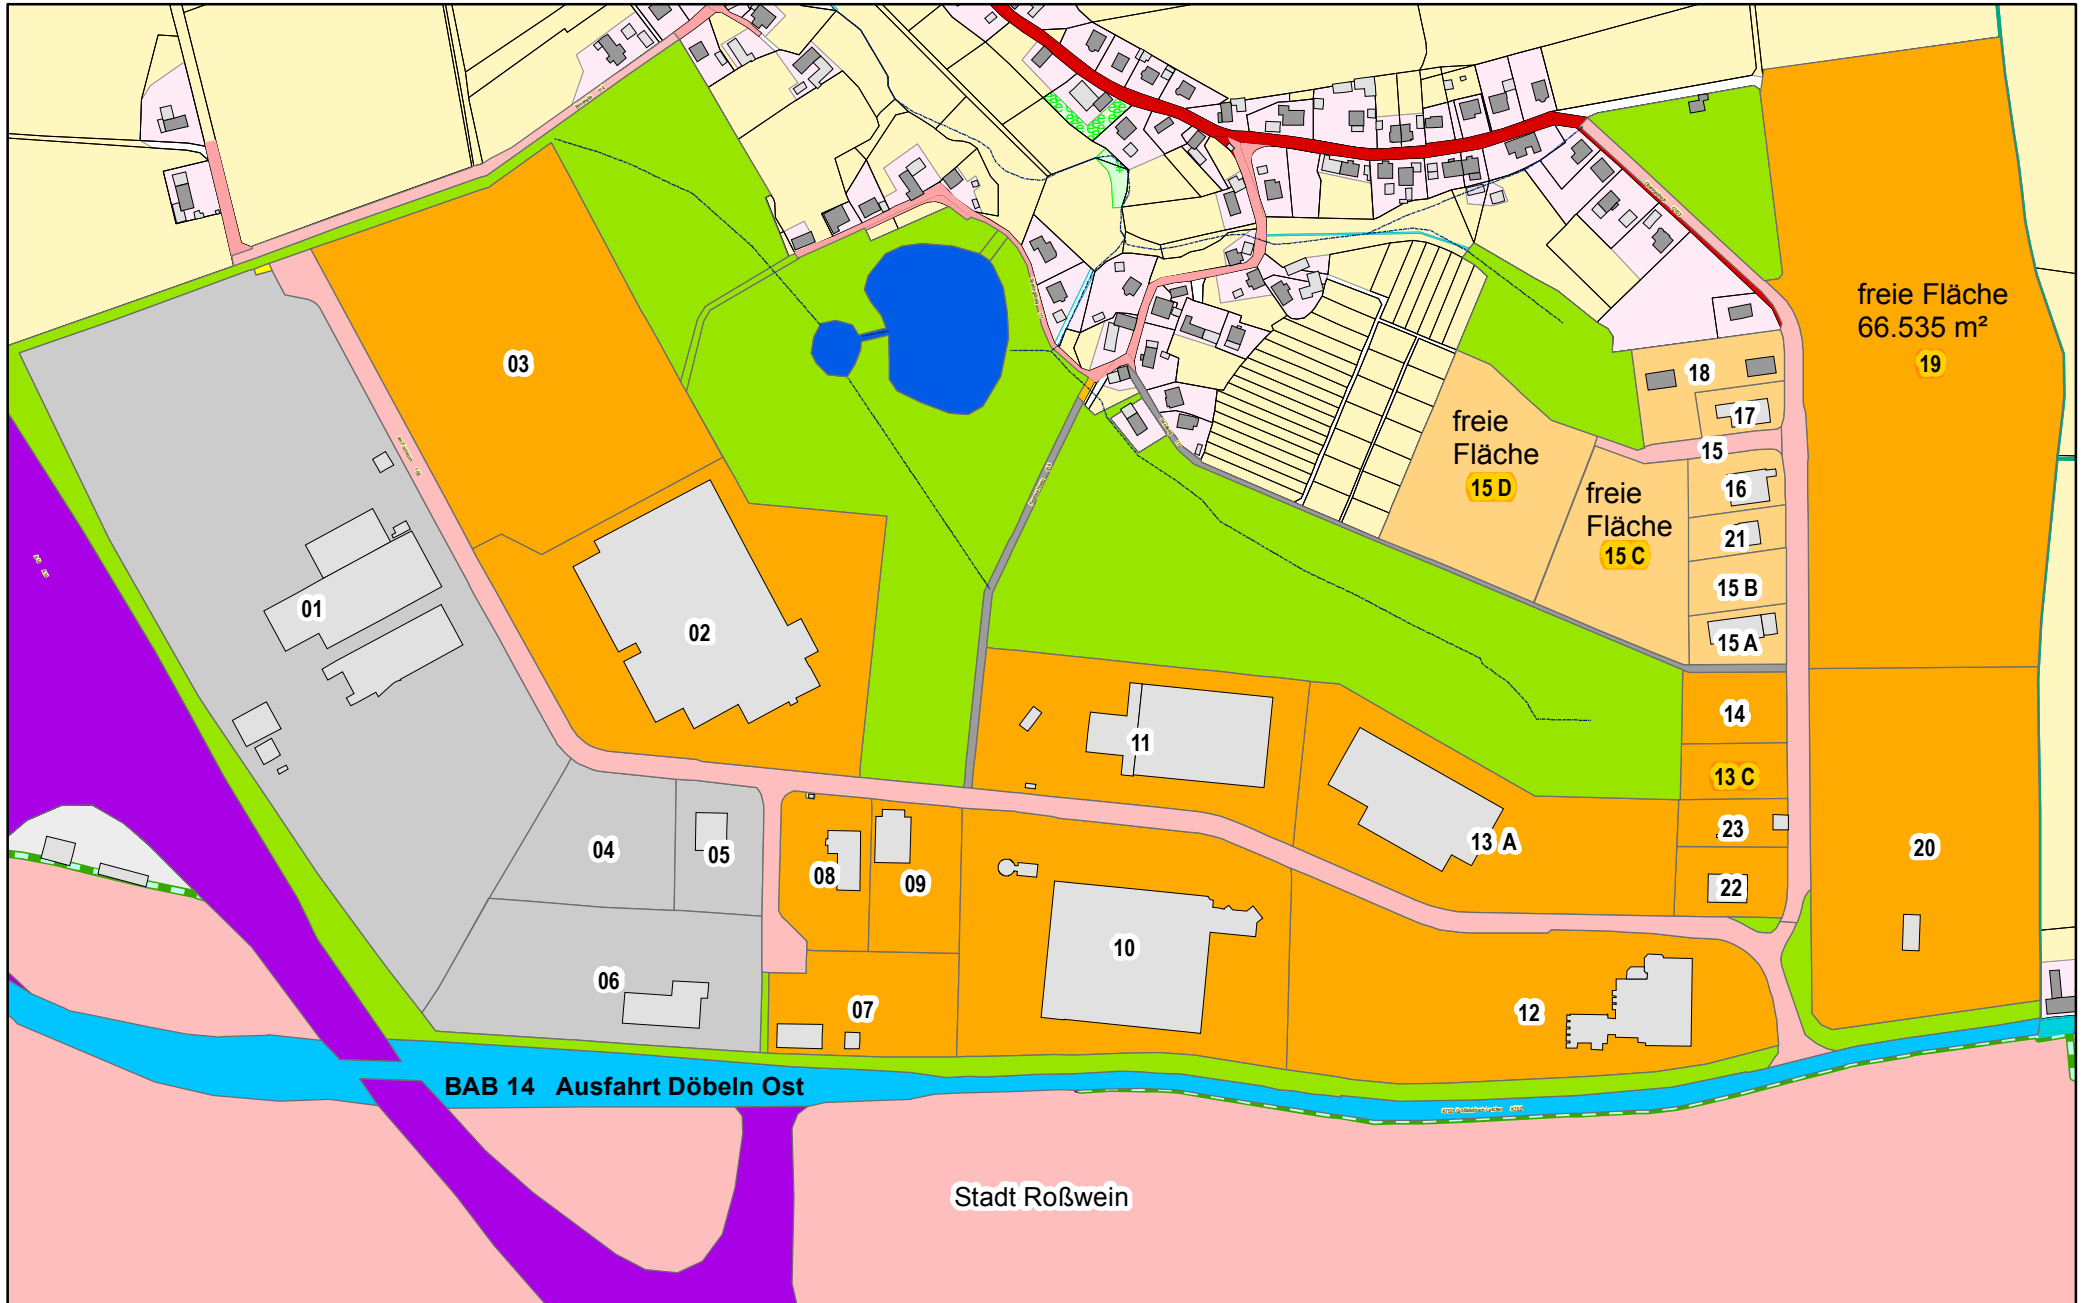 freie Fläche
66.535 m²
19
03
18
17
freie
Fläche
15 D
15
freie
Fläche
15 C
16
21
15 B
15 A
01
02
14
11
13 C
13 A
23
22
20
04
05
08
09
10
06
07
12
BAB 14 Ausfahrt Döbeln Ost
Stadt Roßwein